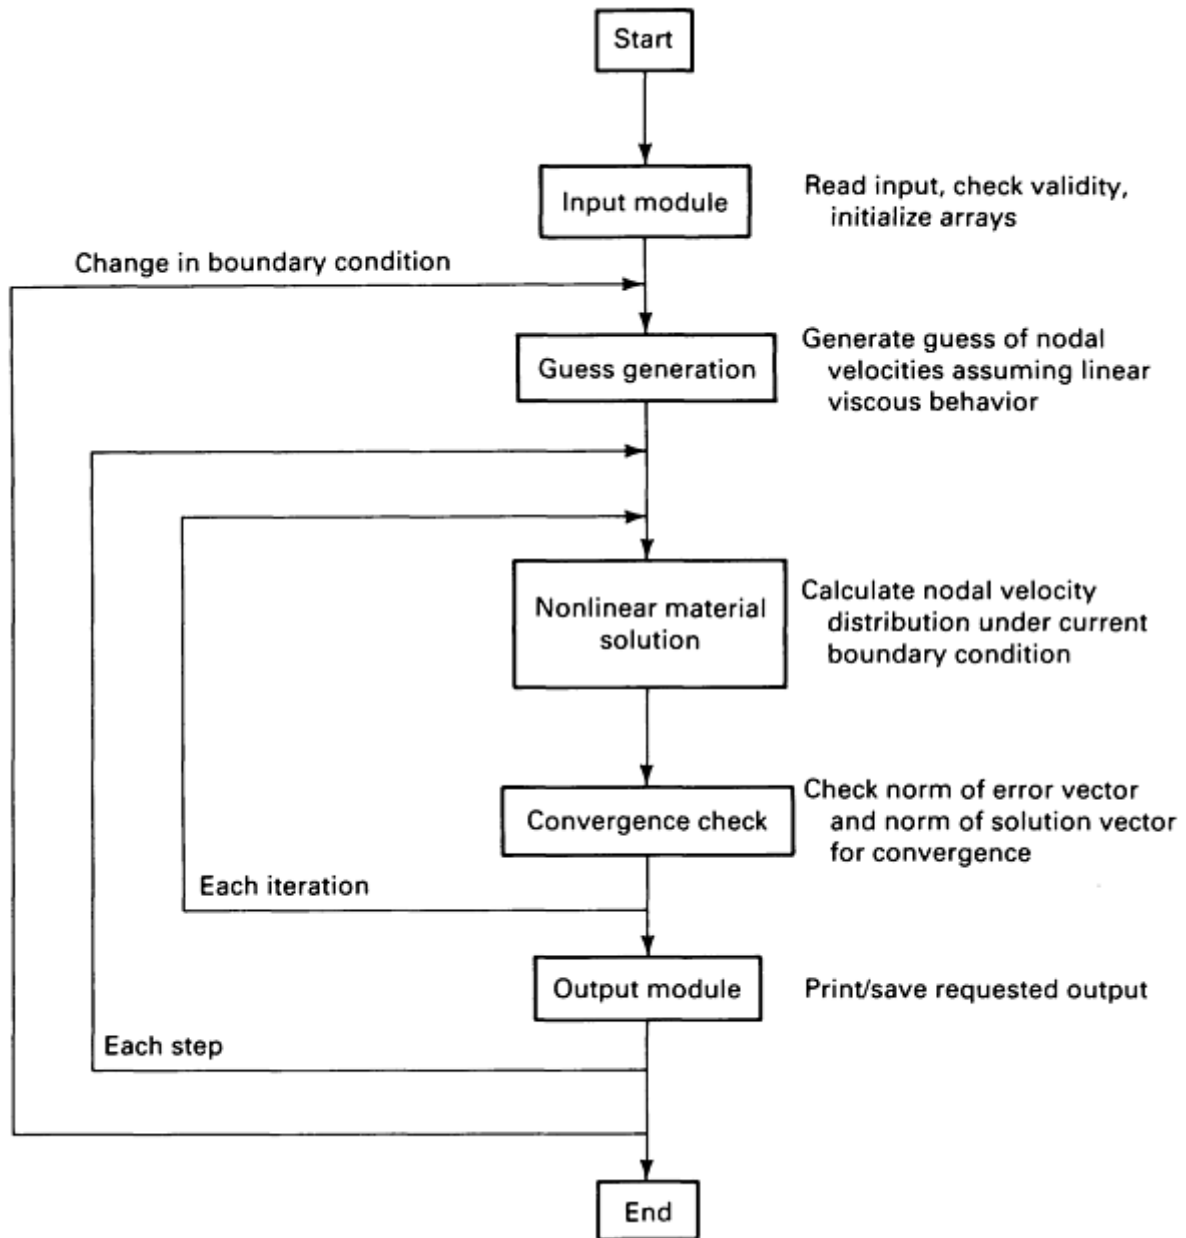 Start
Input module
Read input, check validity,
initialize arrays
Change in boundary condition
Guess generation
Generate guess of nodal
velocities assuming linear
viscous behavior
Nonlinear material
solution
Calculate nodal velocity
distribution under current
boundary condition
Convergence check
Check norm of error vector
and norm of solution vector
for convergence
Each iteration
Output module
Print/save requested output
Each step
End